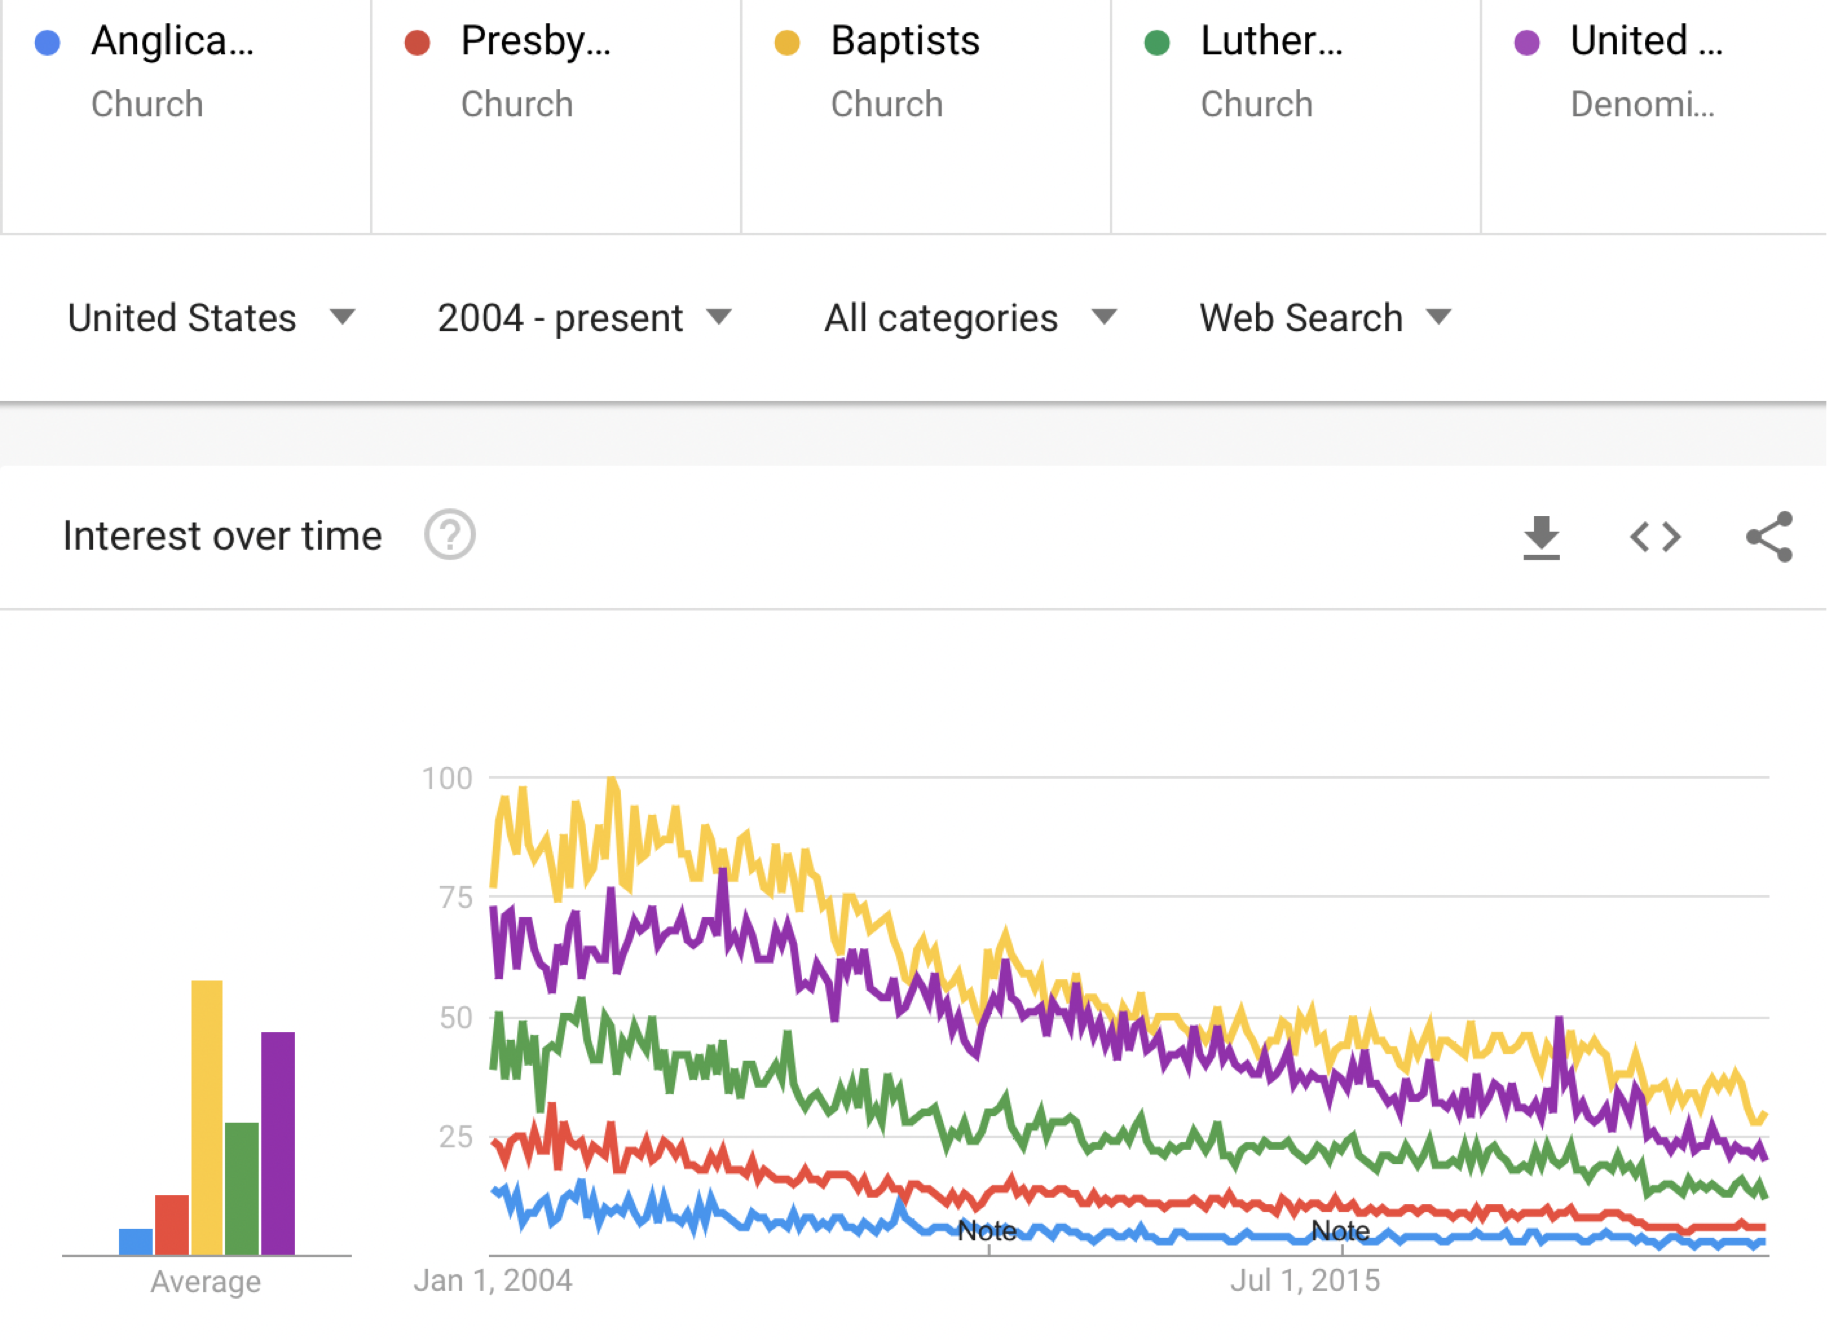 Anglica... Presby... Baptists Luther... United ...
Church Church Church Church Denomi...
United States 2004 - present All categories Web Search
Interest over time ?
100
75
50
25
Note Note
Average Jan 1, 2004 Jul 1, 2015